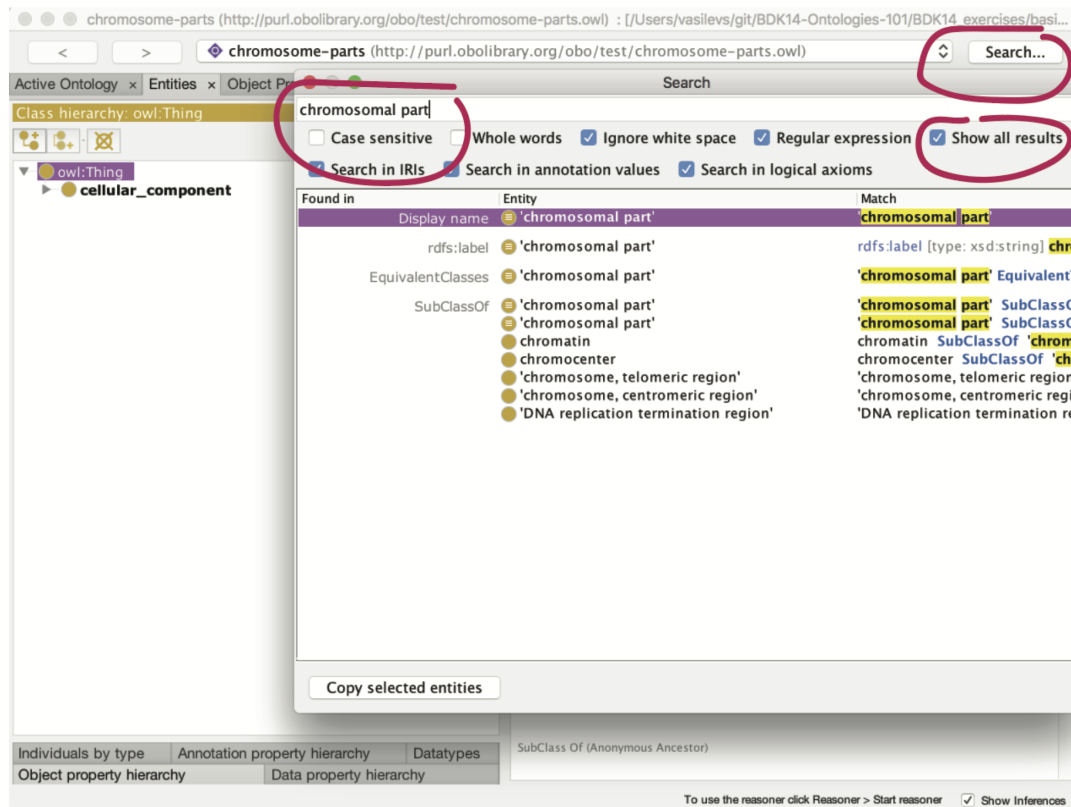 chromosome-parts (http://purl.obolibrary.org/obo/test/chromosome-parts.owl) : [/Users/vasilevs/git/BDK14-Ontologies-101/BDK14_exercises/basi...
< > chromosome-parts (http://purl.obolibrary.org/obo/test/chromosome-parts.owl) Search...
Active Ontology × Entities × Object Pr
Search
Class hierarchy: owl:Thing
chromosomal part
Case sensitive Whole words Ignore white space Regular expression Show all results
Search in IRIs Search in annotation values Search in logical axioms
owl:Thing
cellular_component
Found in Entity Match
Display name 'chromosomal part' 'chromosomal part'
rdfs:label 'chromosomal part' rdfs:label [type: xsd:string] chr
EquivalentClasses 'chromosomal part' 'chromosomal part' Equivalent
SubClassOf 'chromosomal part' 'chromosomal part' SubClassO
'chromosomal part' 'chromosomal part' SubClassO
chromatin chromatin SubClassOf 'chrom
chromocenter chromocenter SubClassOf 'ch
'chromosome, telomeric region' 'chromosome, telomeric region
'chromosome, centromeric region' 'chromosome, centromeric regi
'DNA replication termination region' 'DNA replication termination re
Copy selected entities
Individuals by type Annotation property hierarchy Datatypes
Object property hierarchy Data property hierarchy
SubClass Of (Anonymous Ancestor)
To use the reasoner click Reasoner > Start reasoner Show Inferences